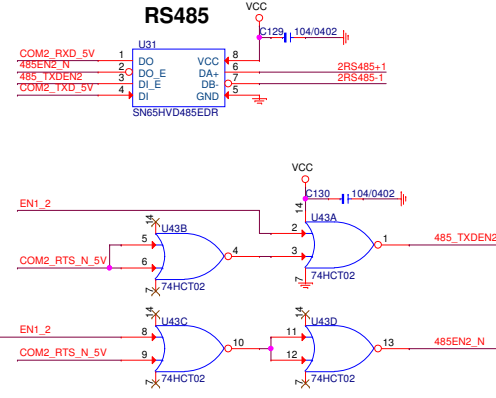 RS485
VCC
C129 104/0402
U31
COM2_RXD_5V 1 DO VCC 8
485EN2_N 2 DO_E DA+ 6 2RS485+1
485_TXDEN2 3 DI_E DB- 7 2RS485-1
COM2_TXD_5V 4 DI GND 5
SN65HVD485EDR
VCC
C130 104/0402
14
EN1_2
U43A
14 U43B
2
1 485_TXDEN2
5
4
3
COM2_RTS_N_5V 6
7 74HCT02
7 74HCT02
14 U43C
14 U43D
EN1_2 8
11
10
13 485EN2_N
COM2_RTS_N_5V 9
12
7 74HCT02
7 74HCT02